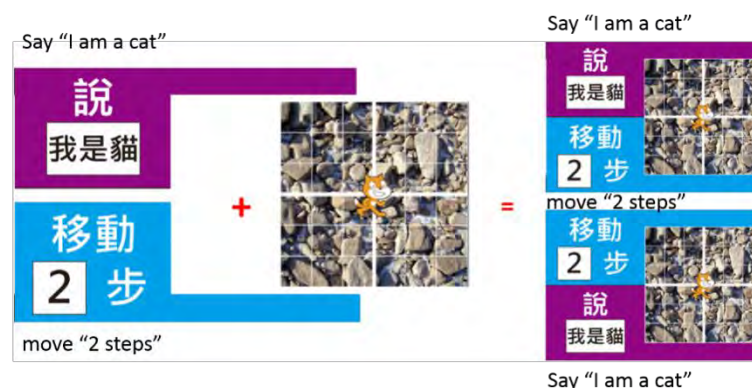 Say “I am a cat”
說
我是貓
移動
2 步
move “2 steps”
+
=
Say “I am a cat”
說
我是貓
移動
2 步
move “2 steps”
移動
2 步
說
我是貓
Say “I am a cat”